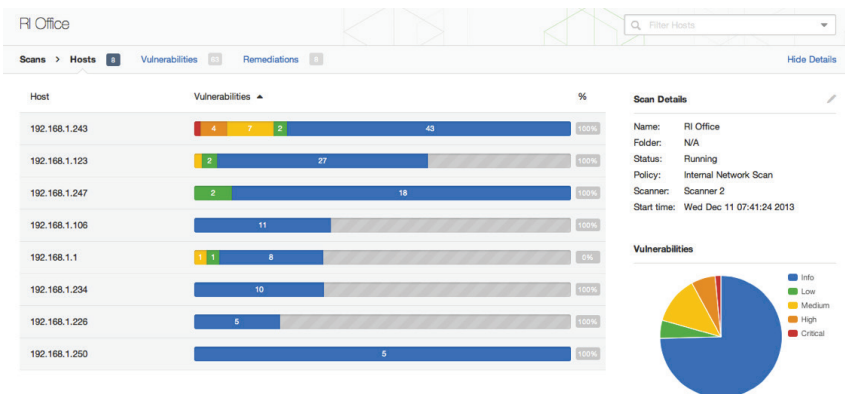 RI Office
Filter Hosts
Scans > Hosts 8 Vulnerabilities Remediations
Hide Details
Host Vulnerabilities %
192.168.1.243 4 7 2 43 100%
192.168.1.123 2 27 100%
192.168.1.247 2 18 100%
192.168.1.106 11 100%
192.168.1.1 1 1 8 0%
192.168.1.234 10 100%
192.168.1.226 5 100%
192.168.1.250 5 100%
Scan Details
Name: RI Office
Folder: N/A
Status: Running
Policy: Internal Network Scan
Scanner: Scanner 2
Start time: Wed Dec 11 07:41:24 2013
Vulnerabilities
Info
Low
Medium
High
Critical